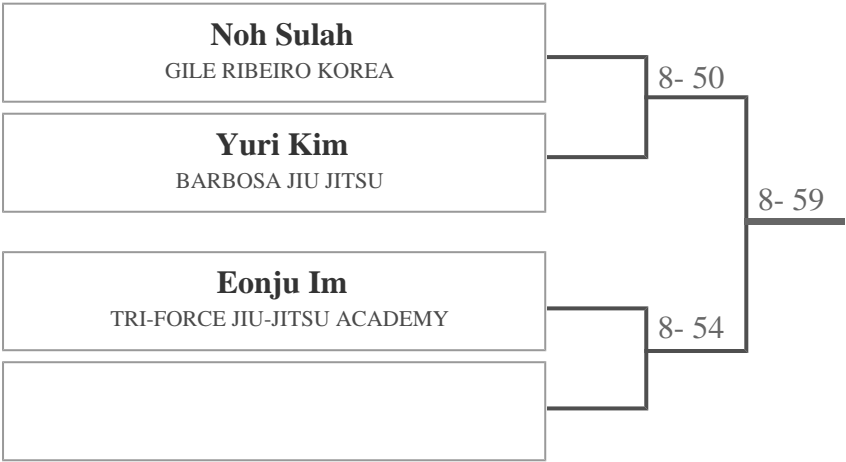 Noh Sulah
GILE RIBEIRO KOREA
8- 50
Yuri Kim
BARBOSA JIU JITSU
8- 59
Eonju Im
TRI-FORCE JIU-JITSU ACADEMY
8- 54